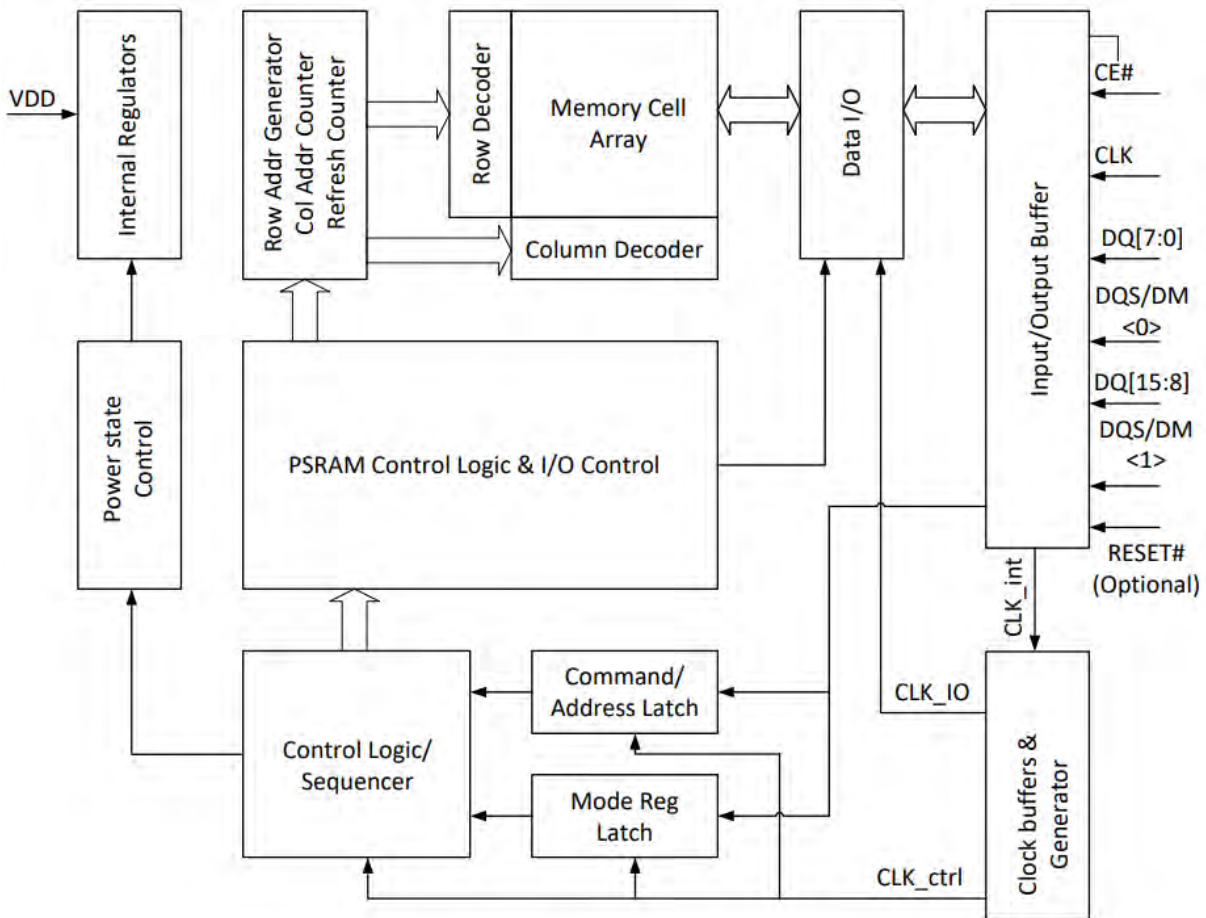 VDD
Internal Regulators
Row Addr Generator
Col Addr Counter
Refresh Counter
Row Decoder
Memory Cell
Array
Column Decoder
Data I/O
Input/Output Buffer
CE#
CLK
DQ[7:0]
DQS/DM
<0>
DQ[15:8]
DQS/DM
<1>
RESET#
(Optional)
Power state
Control
PSRAM Control Logic & I/O Control
CLK_int
Control Logic/
Sequencer
Command/
Address Latch
Mode Reg
Latch
CLK_IO
CLK_ctrl
Clock buffers &
Generator